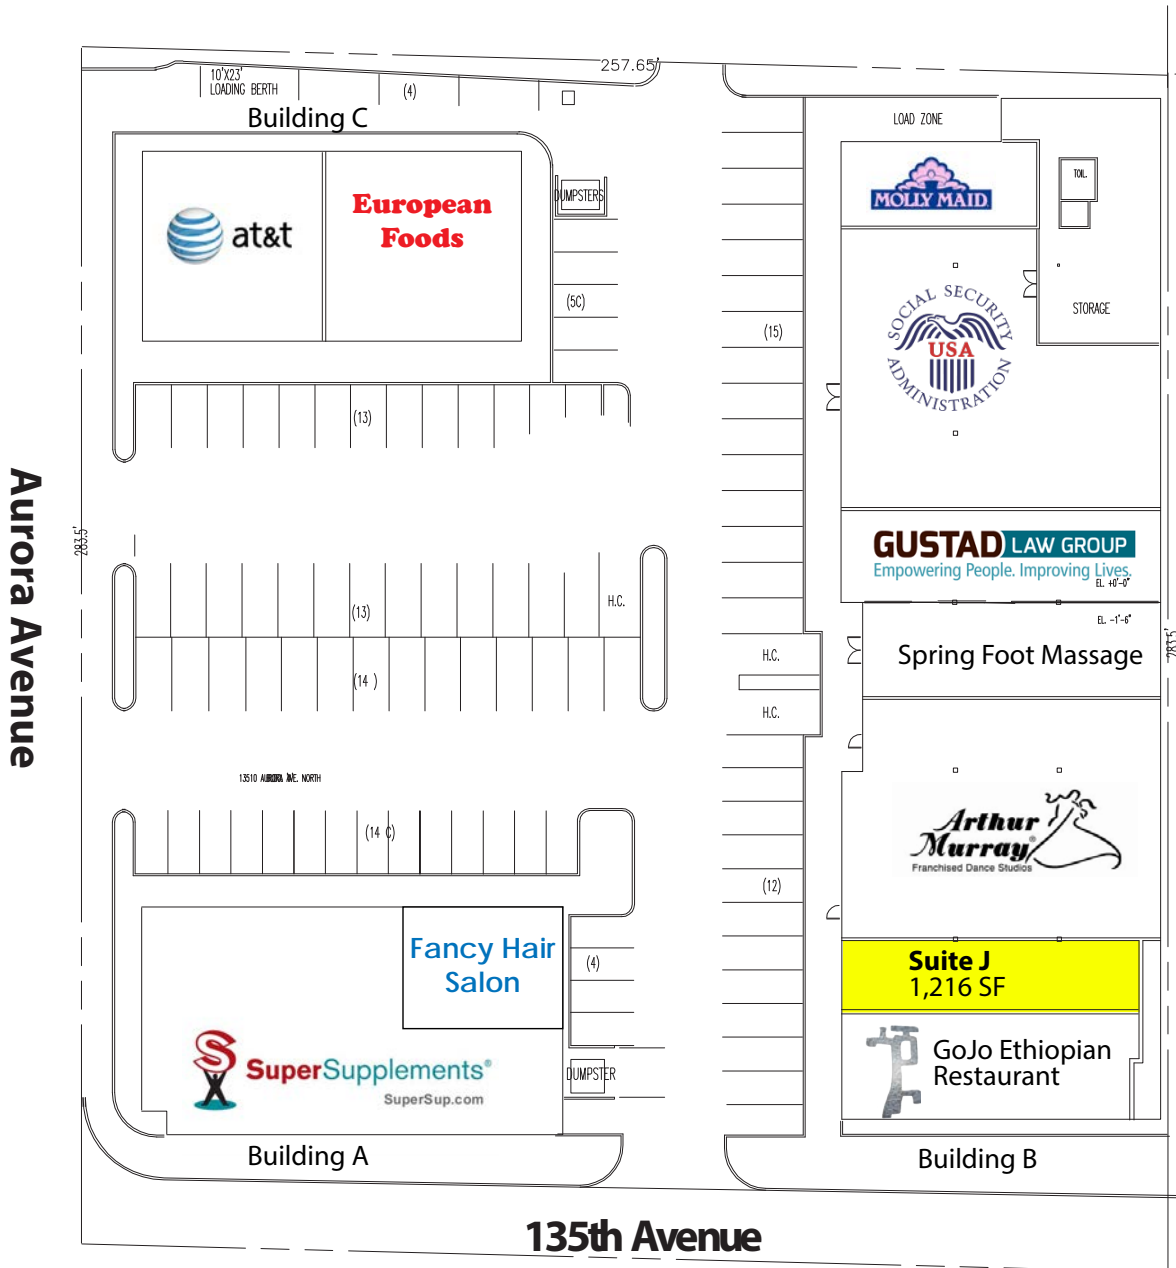 257.65'
10'X23'
LOADING BERTH
(4)
Building C
LOAD ZONE
MOLLY MAID
TOIL.
DUMPSTERS
at&t
European
Foods
(5C)
(15)
SOCIAL SECURITY
USA
ADMINISTRATION
STORAGE
(13)
Aurora Avenue
283.5'
GUSTAD LAW GROUP
Empowering People. Improving Lives.
EL. +0'-0"
EL. -1'-6"
283.5'
(13)
H.C.
H.C.
Spring Foot Massage
(14 )
H.C.
13510 AURORA AVE. NORTH
(14 C)
Arthur
Murray®
Franchised Dance Studios
(12)
Fancy Hair
Salon
(4)
Suite J
1,216 SF
SuperSupplements®
SuperSup.com
DUMPSTER
GoJo Ethiopian
Restaurant
Building A
Building B
135th Avenue